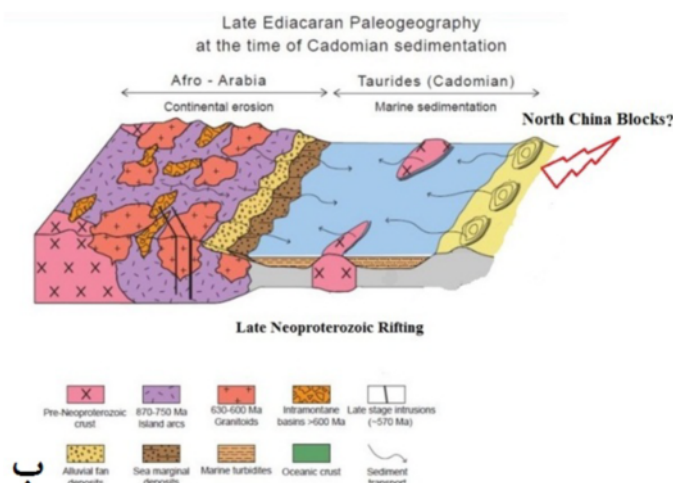 Late Ediacaran Paleogeography
at the time of Cadomian sedimentation
Afro - Arabia
Taurides (Cadomian)
Continental erosion
Marine sedimentation
North China Blocks?
Late Neoproterozoic Rifting
Pre-Neoproterozoic
crust
870-750 Ma
Island arcs
630-600 Ma
Granitoids
Intramontane
basins >600 Ma
Late stage intrusions
(~570 Ma)
Alluvial fan
deposits
Sea marginal
deposits
Marine turbidites
Oceanic crust
Sediment
transport
ب